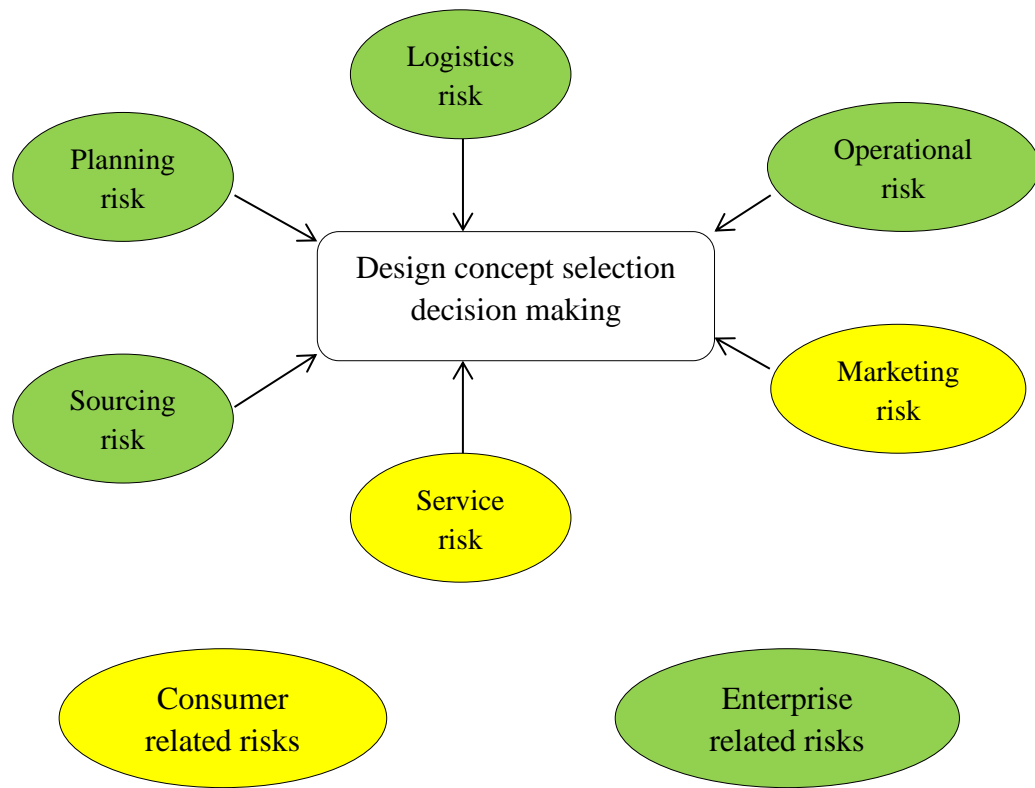 Logistics
risk
Planning
risk
Operational
risk
Design concept selection
decision making
Sourcing
risk
Marketing
risk
Service
risk
Consumer
related risks
Enterprise
related risks